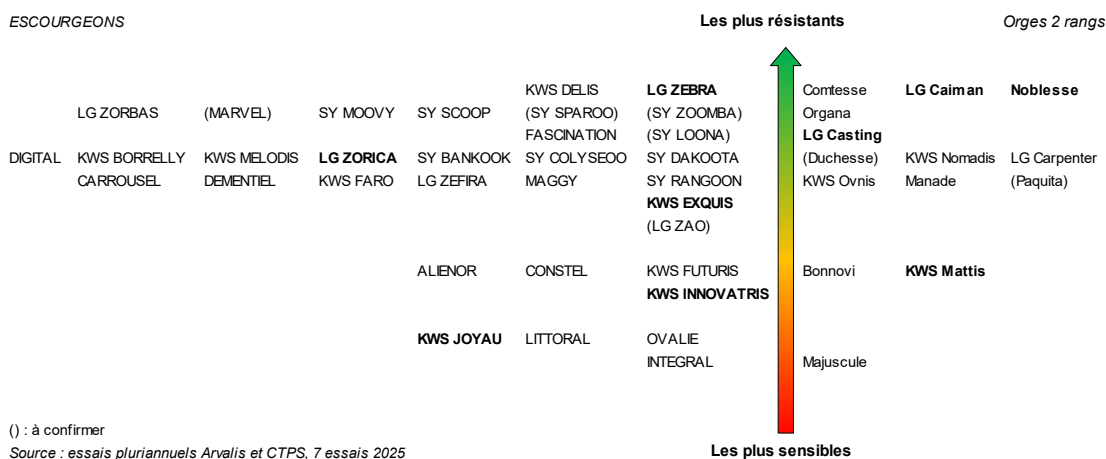 ESCOURGEONS Les plus résistants Orges 2 rangs
KWS DELIS LG ZEBRA Comtesse LG Caiman Noblesse
LG ZORBAS (MARVEL) SY MOOVY SY SCOOP (SY SPAROO) (SY ZOOMBA) Organa
FASCINATION (SY LOONA) LG Casting
DIGITAL KWS BORRELLY KWS MELODIS LG ZORICA SY BANKOOK SY COLYSEOO SY DAKOOTA (Duchesse) KWS Nomadis LG Carpenter
CARROUSEL DEMENTIEL KWS FARO LG ZEFIRA MAGGY SY RANGOON KWS Ovnis Manade (Paquita)
KWS EXQUIS
(LG ZAO)
ALIENOR CONSTEL KWS FUTURIS Bonnovi KWS Mattis
KWS INNOVATRIS
KWS JOYAU LITTORAL OVALIE
INTEGRAL Majuscule
() : à confirmer
Source : essais pluriannuels Arvalis et CTPS, 7 essais 2025 Les plus sensibles